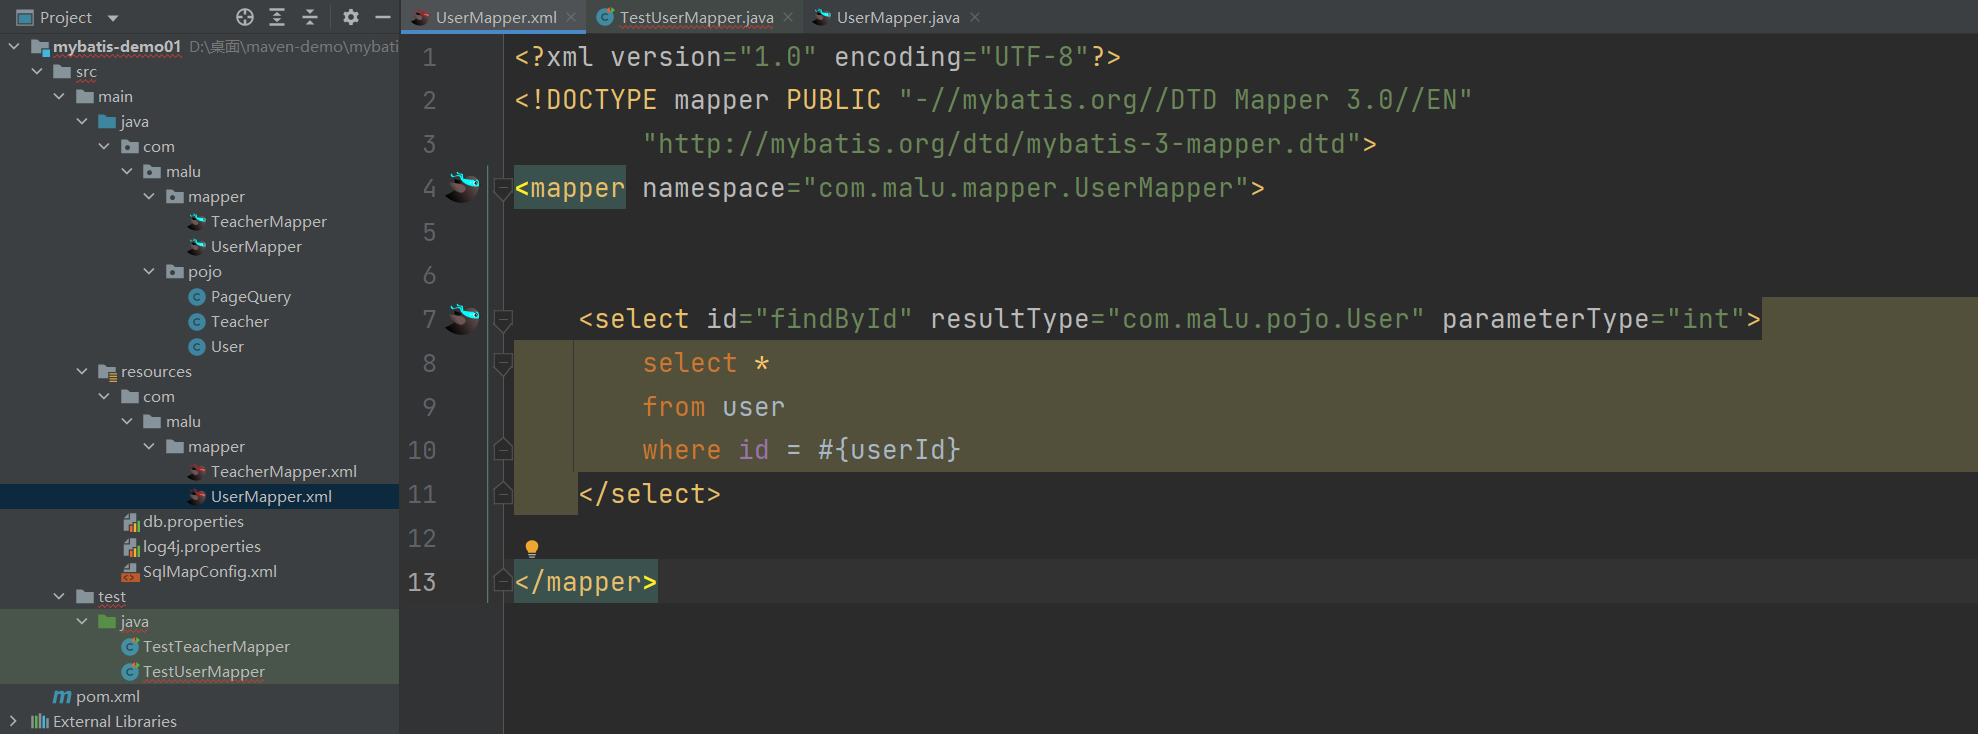 Project
mybatis-demo01 D:\桌面\maven-demo\mybati
src
main
java
com
malu
mapper
TeacherMapper
UserMapper
pojo
PageQuery
Teacher
User
resources
com
malu
mapper
TeacherMapper.xml
UserMapper.xml
db.properties
log4j.properties
SqlMapConfig.xml
test
java
TestTeacherMapper
TestUserMapper
pom.xml
External Libraries
UserMapper.xml TestUserMapper.java UserMapper.java
1 <?xml version="1.0" encoding="UTF-8"?>
2 <!DOCTYPE mapper PUBLIC "-//mybatis.org//DTD Mapper 3.0//EN"
3 "http://mybatis.org/dtd/mybatis-3-mapper.dtd">
4 <mapper namespace="com.malu.mapper.UserMapper">
5
6
7 <select id="findById" resultType="com.malu.pojo.User" parameterType="int">
8 select *
9 from user
10 where id = #{userId}
11 </select>
12
13 </mapper>